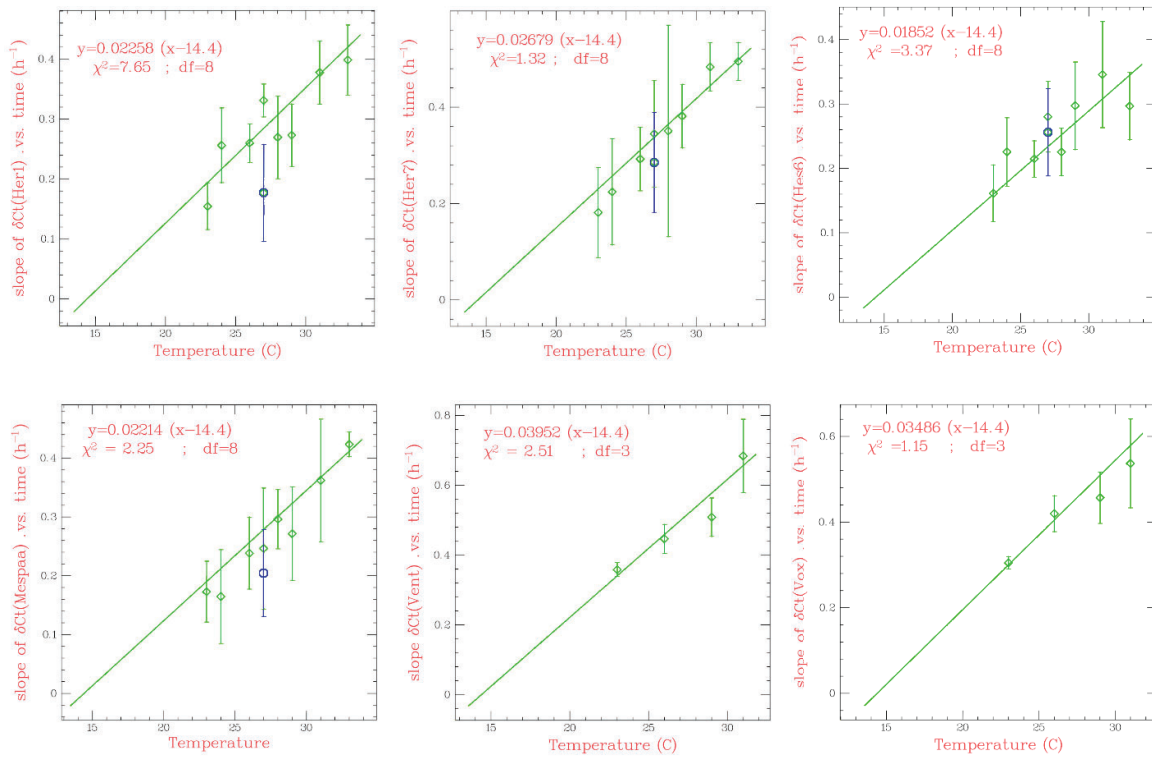 y=0.02258 (x−14.4)
χ²=7.65 ; df=8
slope of δCt(Her1) .vs. time (h⁻¹)
0.4
0.3
0.2
0.1
0
15 20 25 30
Temperature (C)
y=0.02679 (x−14.4)
χ²=1.32 ; df=8
slope of δCt(Her7) .vs. time (h⁻¹)
0.4
0.2
0
15 20 25 30
Temperature (C)
y=0.01852 (x−14.4)
χ² =3.37 ; df=8
slope of δCt(Hes6) .vs. time (h⁻¹)
0.4
0.3
0.2
0.1
0
15 20 25 30
Temperature (C)
y=0.02214 (x−14.4)
χ² = 2.25 ; df=8
slope of δCt(Mespaa) .vs. time (h⁻¹)
0.4
0.3
0.2
0.1
0
15 20 25 30
Temperature
y=0.03952 (x−14.4)
χ² = 2.51 ; df=3
slope δCt(Vent) .vs. time (h⁻¹)
0.8
0.6
0.4
0.2
0
15 20 25 30
Temperature (C)
y=0.03486 (x−14.4)
χ² =1.15 ; df=3
slope of δCt(Vox) .vs. time (h⁻¹)
0.6
0.4
0.2
0
15 20 25 30
Temperature (C)